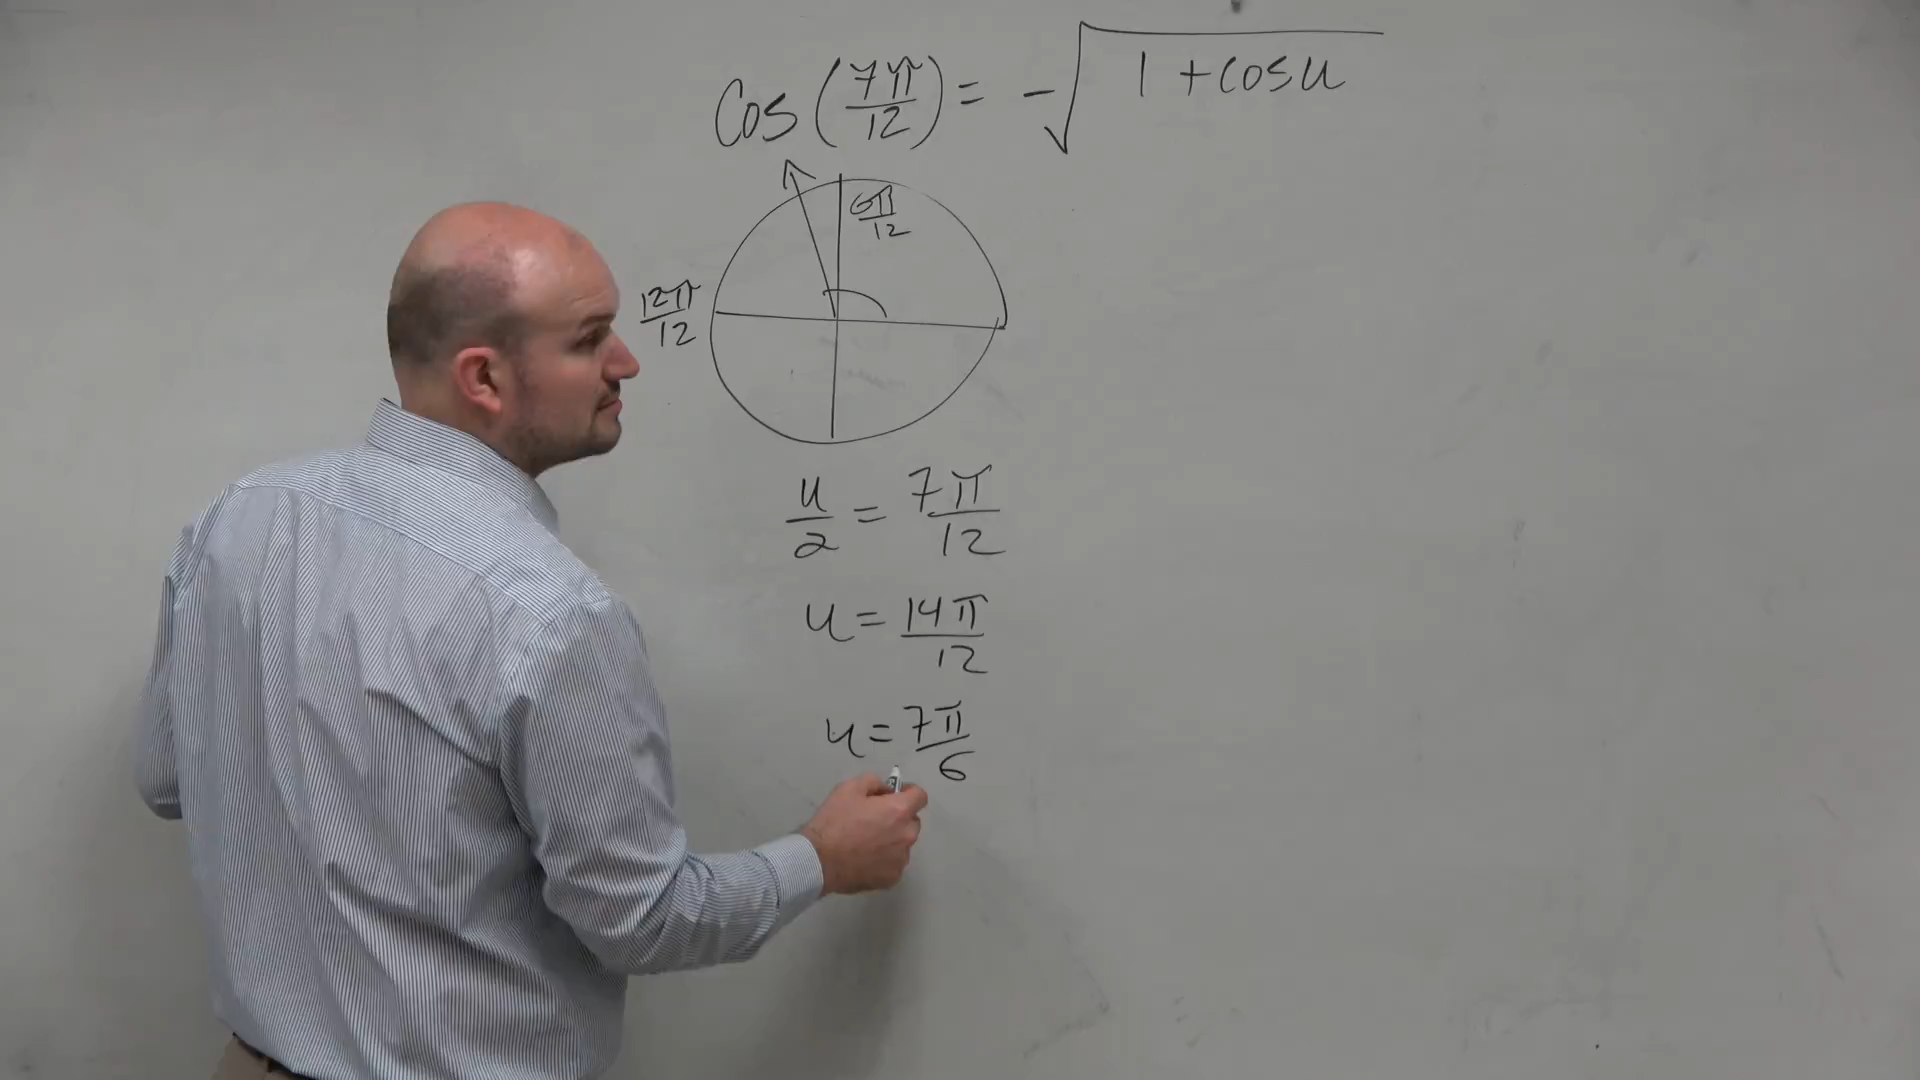 Cos (7π/12) = -√1 + cos u
6π/12
12π/12
u/2 = 7π/12
u = 14π/12
u = 7π/6